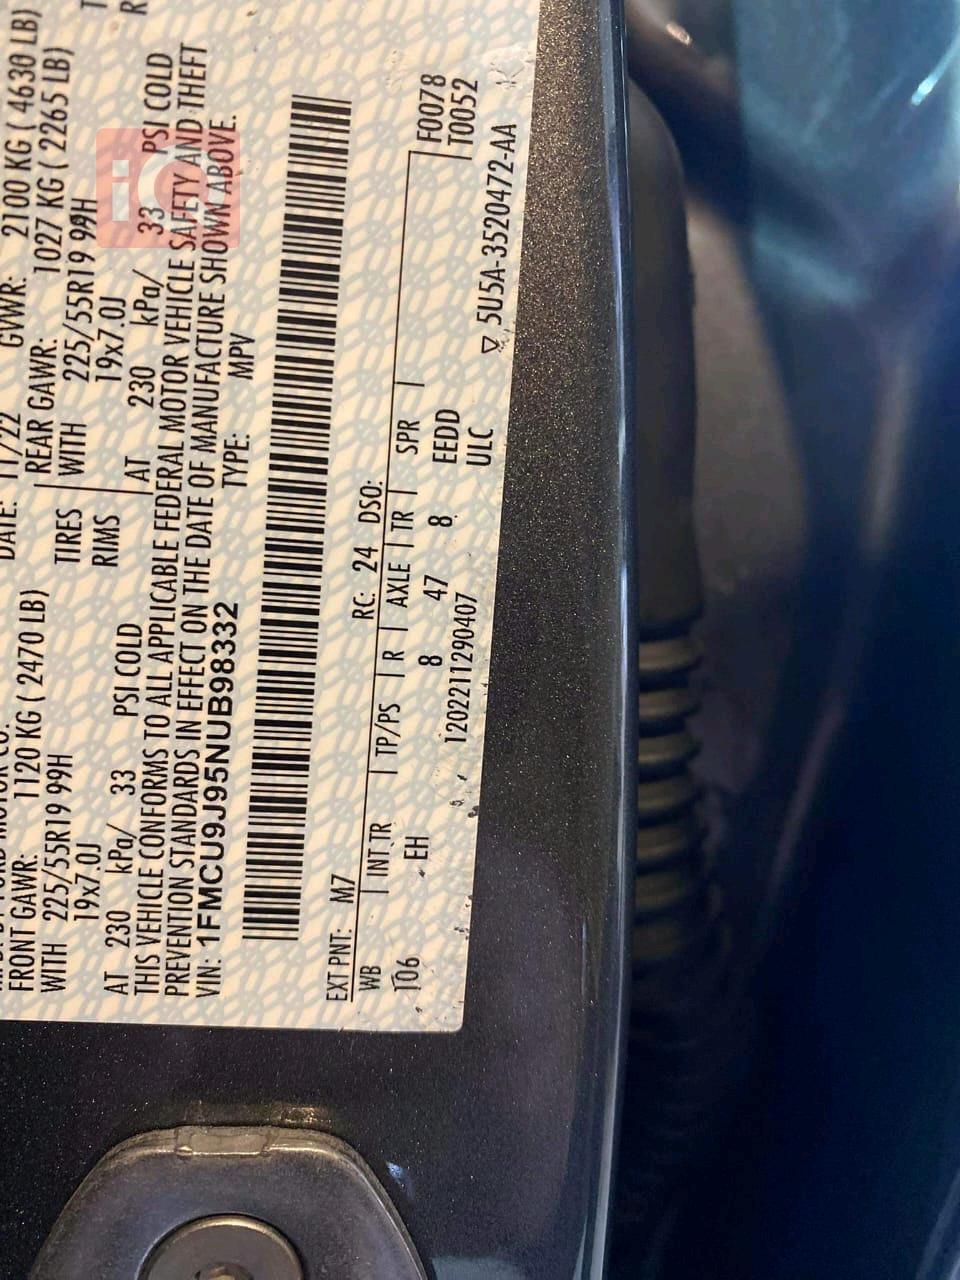 DATE: 11/22 GVWR: 2100 KG ( 4630 LB)
FRONT GAWR: 1120 KG ( 2470 LB) REAR GAWR: 1027 KG ( 2265 LB)
WITH 225/55R19 99H TIRES WITH 225/55R19 99H
19x7.0J RIMS 19x7.0J
AT 230 kPa/ 33 PSI COLD AT 230 kPa/ 33 PSI COLD
THIS VEHICLE CONFORMS TO ALL APPLICABLE FEDERAL MOTOR VEHICLE SAFETY AND THEFT
PREVENTION STANDARDS IN EFFECT ON THE DATE OF MANUFACTURE SHOWN ABOVE.
VIN: 1FMCU9J95NUB98332 TYPE: MPV
EXT PNT: M7 RC: 24 DSO:
WB INT TR TP/PS R AXLE TR SPR F0078
T06 EH 8 47 8 EEDD T0052
1202211290407 ULC
5U5A-3520472-AA